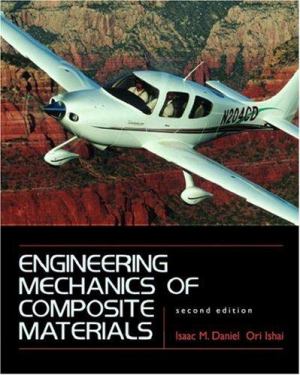 N204CD
ENGINEERING
MECHANICS OF
COMPOSITE
MATERIALS
second edition
Isaac M. Daniel Ori Ishai